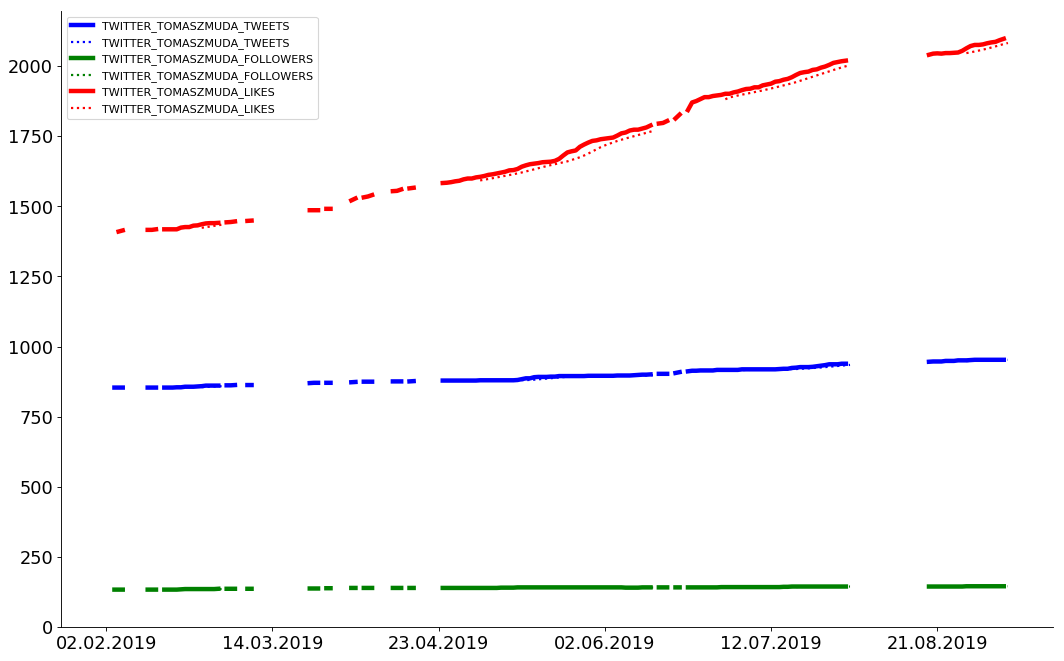 TWITTER_TOMASZMUDA_TWEETS
TWITTER_TOMASZMUDA_TWEETS
TWITTER_TOMASZMUDA_FOLLOWERS
TWITTER_TOMASZMUDA_FOLLOWERS
TWITTER_TOMASZMUDA_LIKES
TWITTER_TOMASZMUDA_LIKES
2000
1750
1500
1250
1000
750
500
250
0
02.02.2019 14.03.2019 23.04.2019 02.06.2019 12.07.2019 21.08.2019